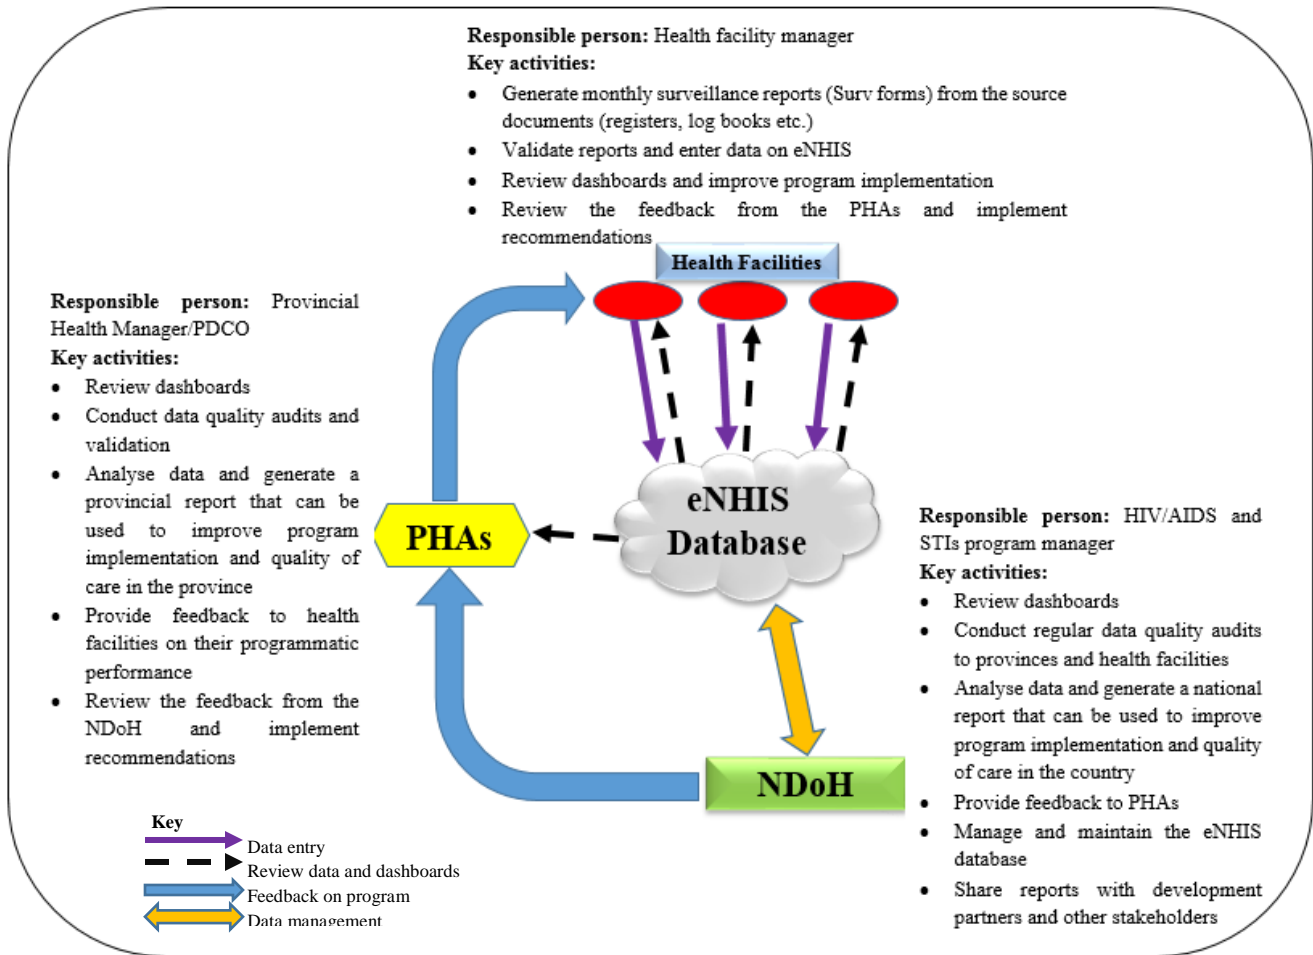 Responsible person: Health facility manager
Key activities:
• Generate monthly surveillance reports (Surv forms) from the source
documents (registers, log books etc.)
• Validate reports and enter data on eNHIS
• Review dashboards and improve program implementation
• Review the feedback from the PHAs and implement
recommendations
Health Facilities
Responsible person: Provincial
Health Manager/PDCO
Key activities:
• Review dashboards
• Conduct data quality audits and
validation
• Analyse data and generate a
provincial report that can be
used to improve program
implementation and quality of
care in the province
• Provide feedback to health
facilities on their programmatic
performance
• Review the feedback from the
NDoH and implement
recommendations
PHAs
eNHIS
Database
Responsible person: HIV/AIDS and
STIs program manager
Key activities:
• Review dashboards
• Conduct regular data quality audits
to provinces and health facilities
• Analyse data and generate a national
report that can be used to improve
program implementation and quality
of care in the country
• Provide feedback to PHAs
• Manage and maintain the eNHIS
database
• Share reports with development
partners and other stakeholders
NDoH
Key
Data entry
Review data and dashboards
Feedback on program
Data management